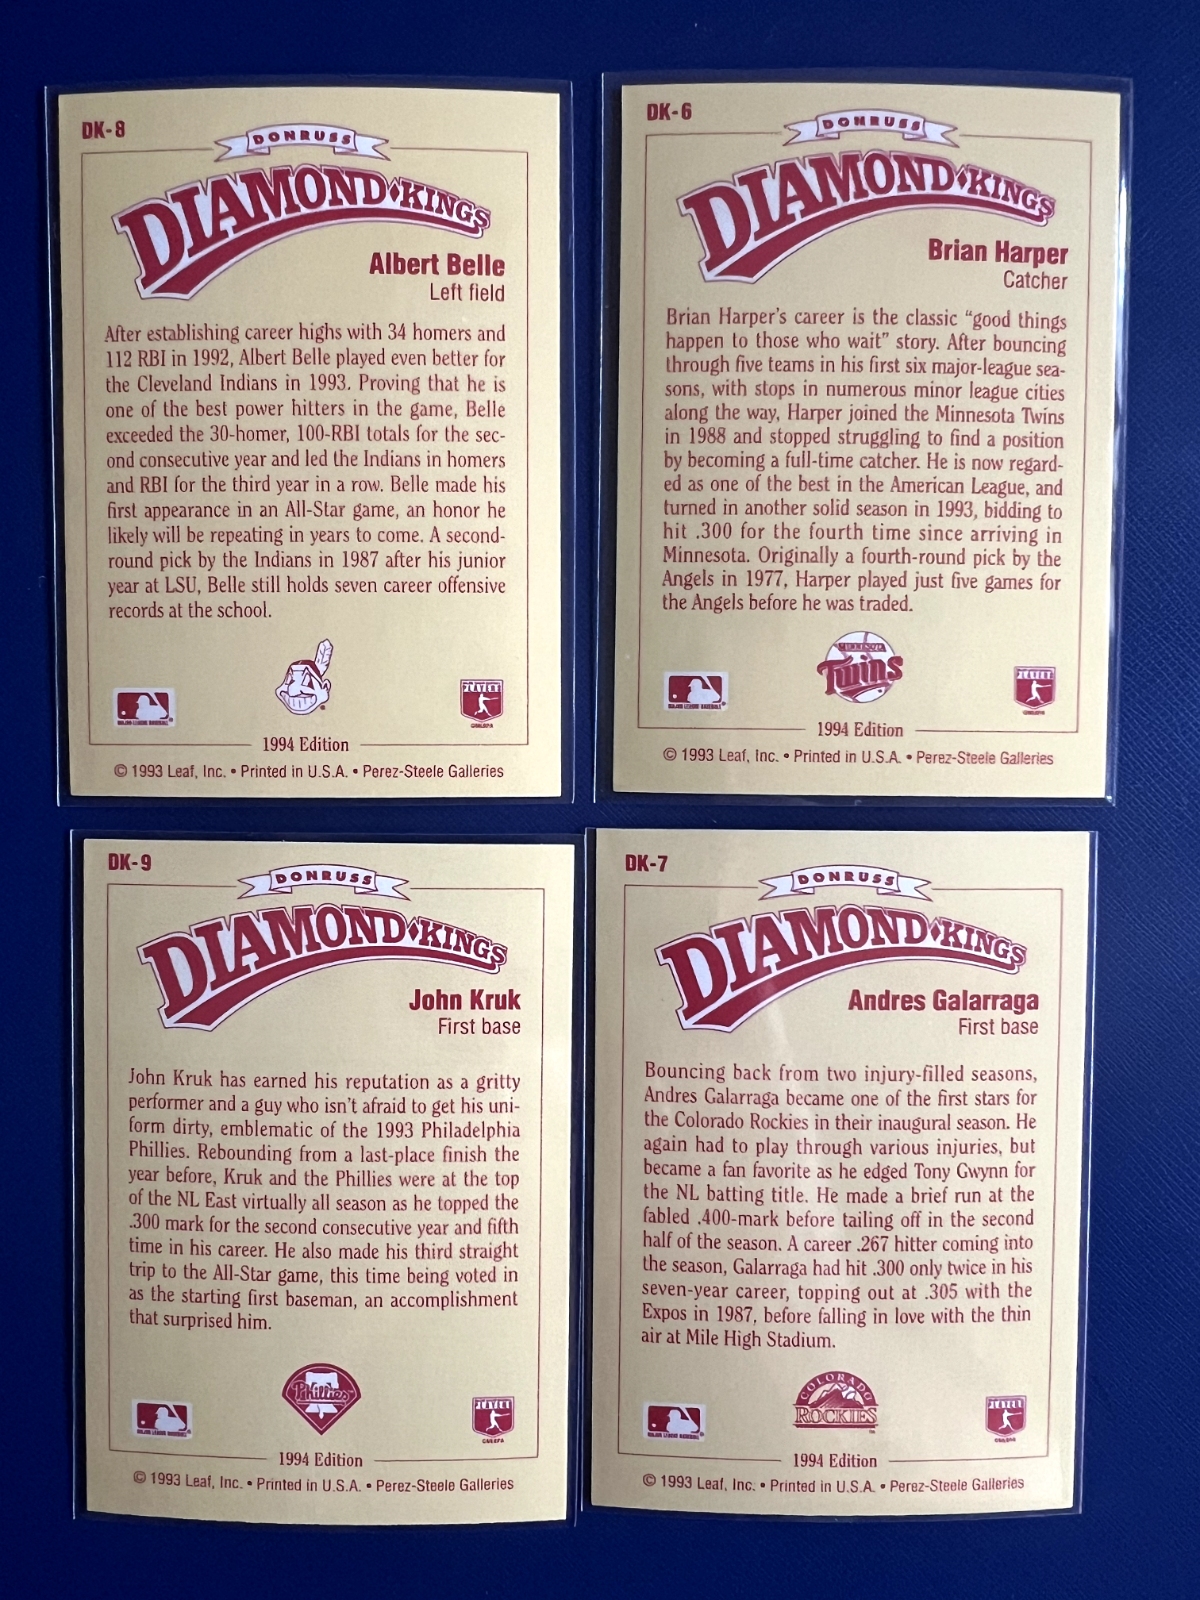 DK-8
DONRUSS
DIAMOND KINGS
Albert Belle
Left field
After establishing career highs with 34 homers and
112 RBI in 1992, Albert Belle played even better for
the Cleveland Indians in 1993. Proving that he is
one of the best power hitters in the game, Belle
exceeded the 30-homer, 100-RBI totals for the sec-
ond consecutive year and led the Indians in homers
and RBI for the third year in a row. Belle made his
first appearance in an All-Star game, an honor he
likely will be repeating in years to come. A second-
round pick by the Indians in 1987 after his junior
year at LSU, Belle still holds seven career offensive
records at the school.
MAJOR LEAGUE BASEBALL
PLAYERS
1994 Edition
© 1993 Leaf, Inc. • Printed in U.S.A. • Perez-Steele Galleries
DK-6
DONRUSS
DIAMOND KINGS
Brian Harper
Catcher
Brian Harper's career is the classic “good things
happen to those who wait” story. After bouncing
through five teams in his first six major-league sea-
sons, with stops in numerous minor league cities
along the way, Harper joined the Minnesota Twins
in 1988 and stopped struggling to find a position
by becoming a full-time catcher. He is now regard-
ed as one of the best in the American League, and
turned in another solid season in 1993, bidding to
hit .300 for the fourth time since arriving in
Minnesota. Originally a fourth-round pick by the
Angels in 1977, Harper played just five games for
the Angels before he was traded.
MAJOR LEAGUE BASEBALL
MINNESOTA
Twins
PLAYERS
1994 Edition
© 1993 Leaf, Inc. • Printed in U.S.A. • Perez-Steele Galleries
DK-9
DONRUSS
DIAMOND KINGS
John Kruk
First base
John Kruk has earned his reputation as a gritty
performer and a guy who isn't afraid to get his uni-
form dirty, emblematic of the 1993 Philadelphia
Phillies. Rebounding from a last-place finish the
year before, Kruk and the Phillies were at the top
of the NL East virtually all season as he topped the
.300 mark for the second consecutive year and fifth
time in his career. He also made his third straight
trip to the All-Star game, this time being voted in
as the starting first baseman, an accomplishment
that surprised him.
MAJOR LEAGUE BASEBALL
Phillies
PLAYERS
1994 Edition
© 1993 Leaf, Inc. • Printed in U.S.A. • Perez-Steele Galleries
DK-7
DONRUSS
DIAMOND KINGS
Andres Galarraga
First base
Bouncing back from two injury-filled seasons,
Andres Galarraga became one of the first stars for
the Colorado Rockies in their inaugural season. He
again had to play through various injuries, but
became a fan favorite as he edged Tony Gwynn for
the NL batting title. He made a brief run at the
fabled .400-mark before tailing off in the second
half of the season. A career .267 hitter coming into
the season, Galarraga had hit .300 only twice in his
seven-year career, topping out at .305 with the
Expos in 1987, before falling in love with the thin
air at Mile High Stadium.
MAJOR LEAGUE BASEBALL
COLORADO
ROCKIES
PLAYERS
1994 Edition
© 1993 Leaf, Inc. • Printed in U.S.A. • Perez-Steele Galleries